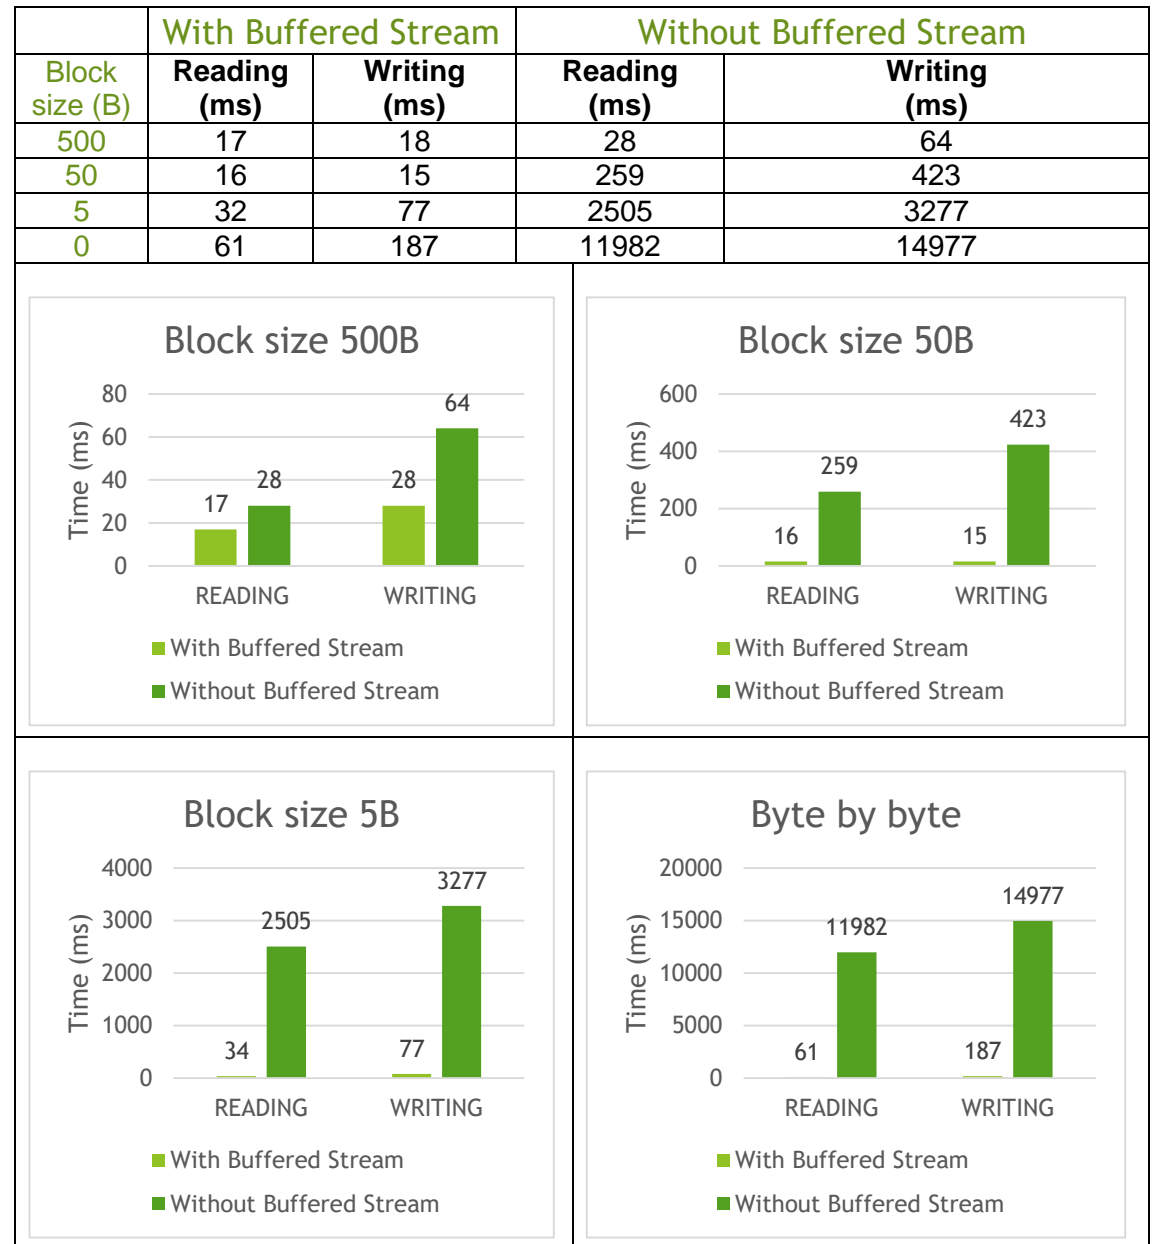 With Buffered Stream Without Buffered Stream
Block size (B) Reading (ms) Writing (ms) Reading (ms) Writing (ms)
500 17 18 28 64
50 16 15 259 423
5 32 77 2505 3277
0 61 187 11982 14977
Block size 500B
80
60
40
20
0
Time (ms)
17
28
28
64
READING WRITING
With Buffered Stream
Without Buffered Stream
Block size 50B
600
400
200
0
Time (ms)
16
259
15
423
READING WRITING
With Buffered Stream
Without Buffered Stream
Block size 5B
4000
3000
2000
1000
0
Time (ms)
34
2505
77
3277
READING WRITING
With Buffered Stream
Without Buffered Stream
Byte by byte
20000
15000
10000
5000
0
Time (ms)
61
11982
187
14977
READING WRITING
With Buffered Stream
Without Buffered Stream